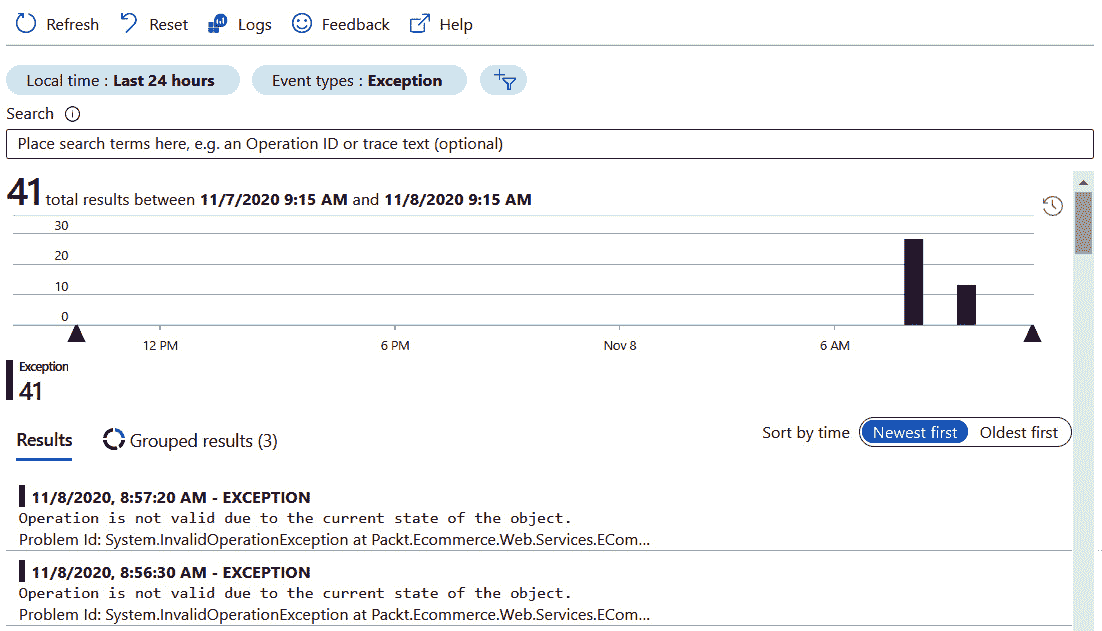 Refresh Reset Logs Feedback Help
Local time : Last 24 hours Event types : Exception
Search
Place search terms here, e.g. an Operation ID or trace text (optional)
41 total results between 11/7/2020 9:15 AM and 11/8/2020 9:15 AM
30
20
10
0
12 PM 6 PM Nov 8 6 AM
Exception
41
Results Grouped results (3) Sort by time Newest first Oldest first
11/8/2020, 8:57:20 AM - EXCEPTION
Operation is not valid due to the current state of the object.
Problem Id: System.InvalidOperationException at Packt.Ecommerce.Web.Services.ECom...
11/8/2020, 8:56:30 AM - EXCEPTION
Operation is not valid due to the current state of the object.
Problem Id: System.InvalidOperationException at Packt.Ecommerce.Web.Services.ECom...